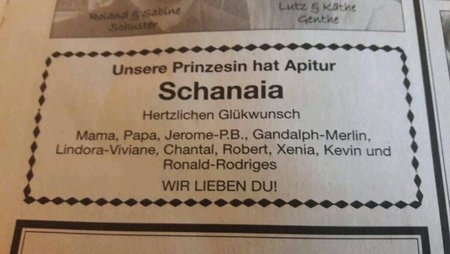 Roland & Sabine
Schuster
Lutz & Käthe
Genthe
Unsere Prinzesin hat Apitur
Schanaia
Hertzlichen Glükwunsch
Mama, Papa, Jerome-P.B., Gandalph-Merlin,
Lindora-Viviane, Chantal, Robert, Xenia, Kevin und
Ronald-Rodriges
WIR LIEBEN DU!